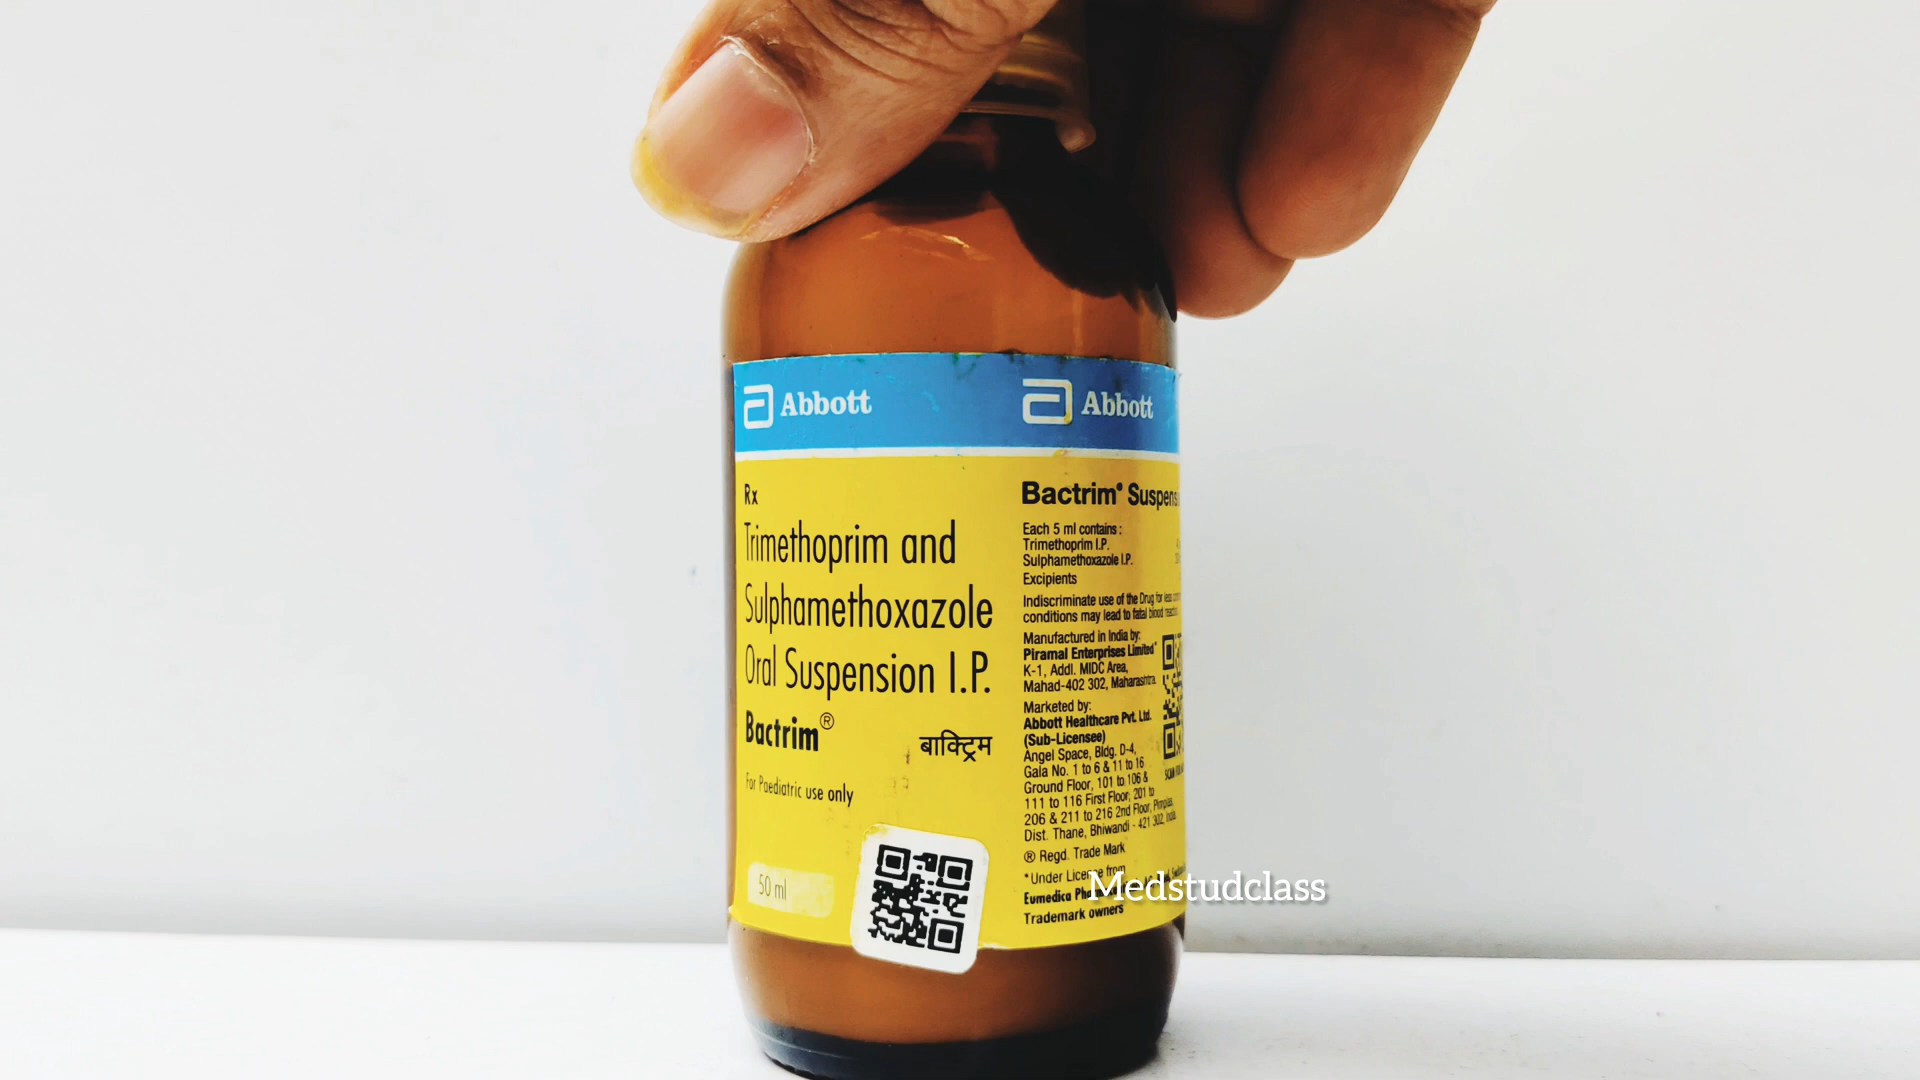 Abbott
Rx
Trimethoprim and
Sulphamethoxazole
Oral Suspension I.P.
Bactrim®
बाक्ट्रिम
For Paediatric use only
50 ml
Abbott
Bactrim® Suspens
Each 5 ml contains :
Trimethoprim I.P.
Sulphamethoxazole I.P.
Excipients
Indiscriminate use of the Drug for less
conditions may lead to fatal blood
Manufactured in India by:
Piramal Enterprises Limited*
K-1, Addl. MIDC Area,
Mahad-402 302, Maharashtra.
Marketed by:
Abbott Healthcare Pvt. Ltd.
(Sub-Licensee)
Angel Space, Bldg. D-4,
Gala No. 1 to 6 & 11 to 16
Ground Floor, 101 to 106 &
111 to 116 First Floor, 201 to
206 & 211 to 216 2nd Floor,
Dist. Thane, Bhiwandi - 421 302, India.
® Regd. Trade Mark
*Under License from
Eumedica
Trademark owners
Medstudclass